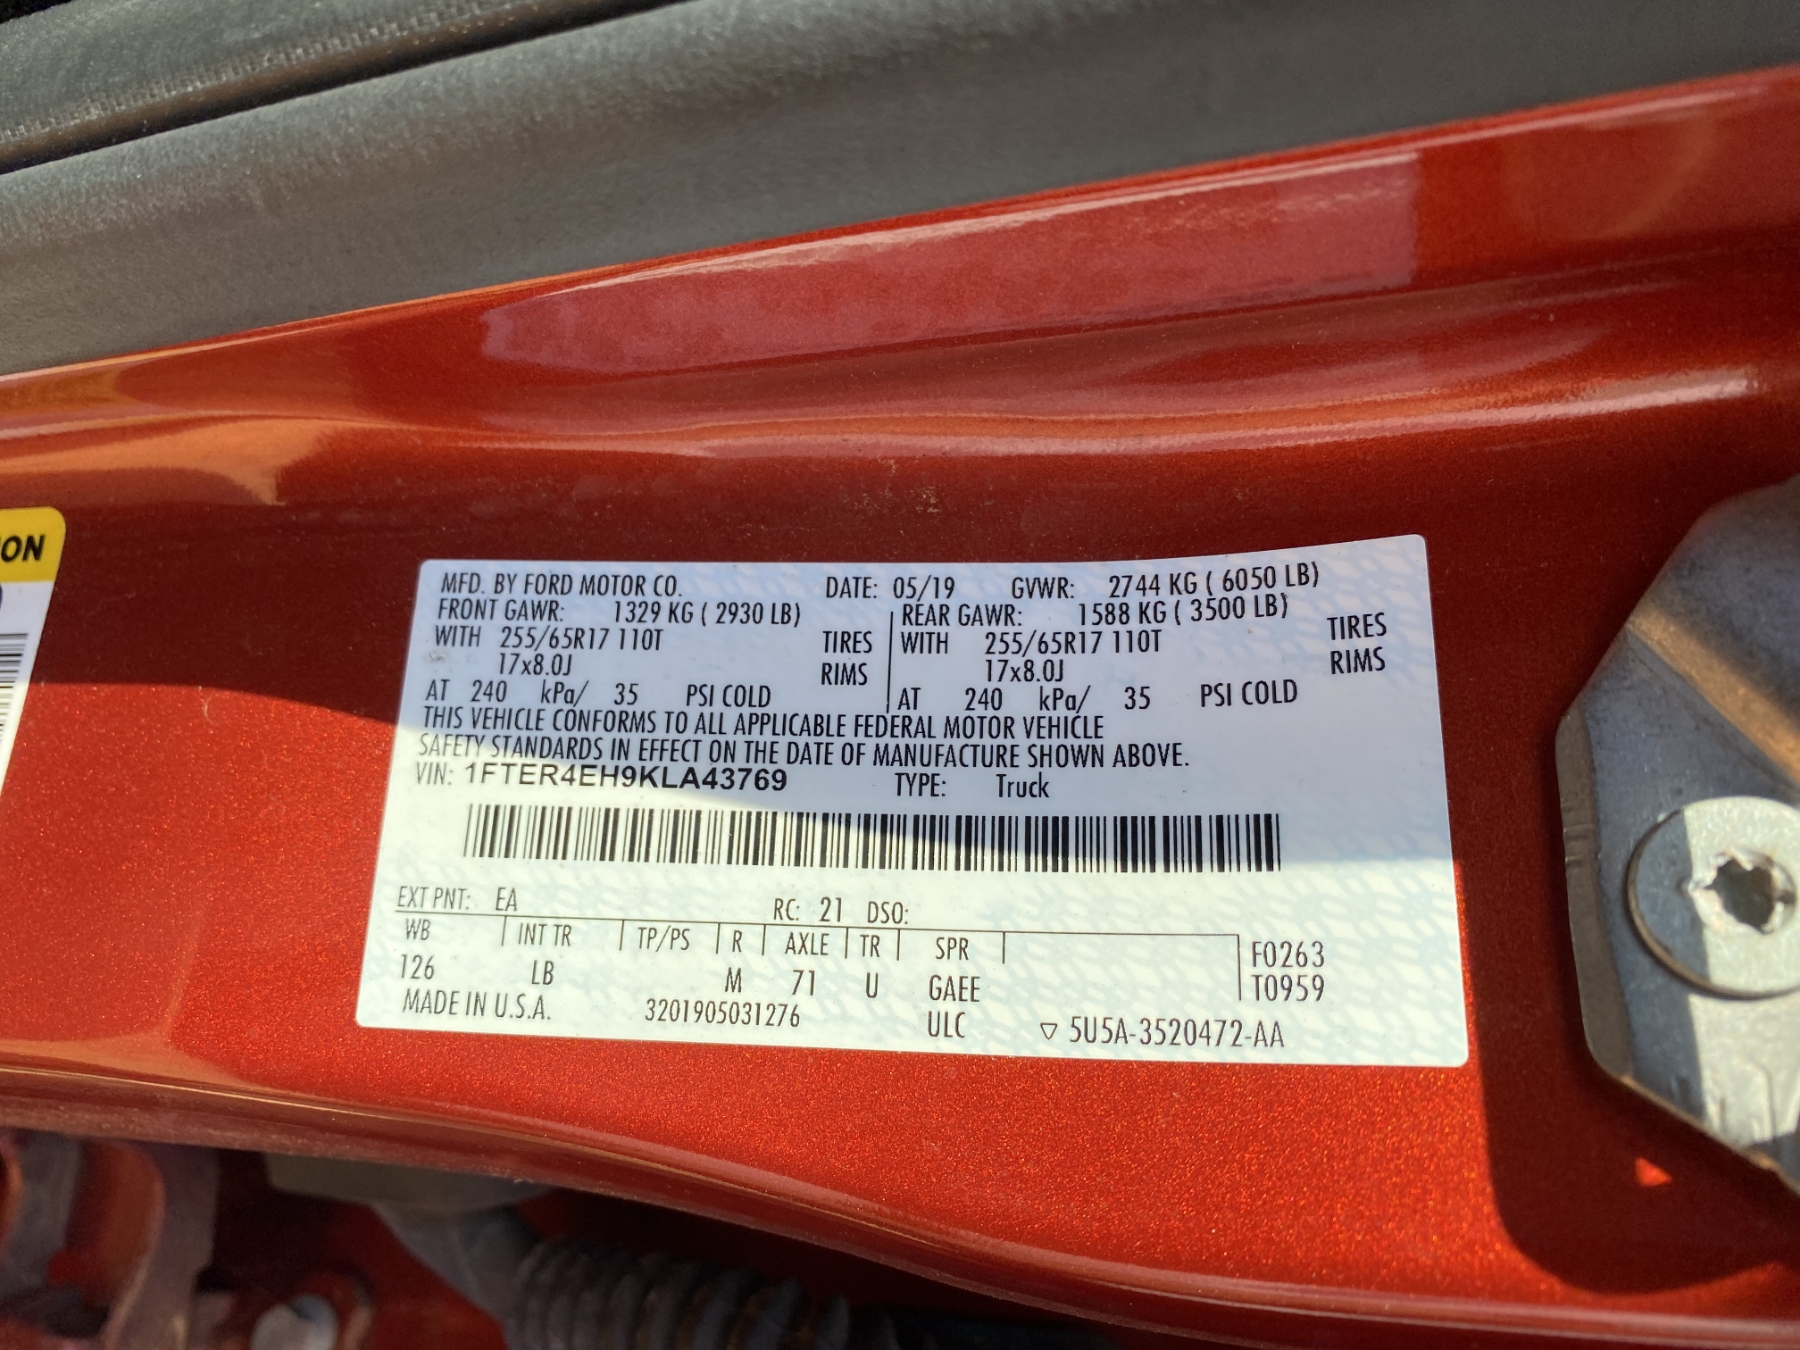 ION
MFD. BY FORD MOTOR CO. DATE: 05/19 GVWR: 2744 KG ( 6050 LB)
FRONT GAWR: 1329 KG ( 2930 LB) REAR GAWR: 1588 KG ( 3500 LB)
WITH 255/65R17 110T TIRES WITH 255/65R17 110T TIRES
17x8.0J RIMS 17x8.0J RIMS
AT 240 kPa/ 35 PSI COLD AT 240 kPa/ 35 PSI COLD
THIS VEHICLE CONFORMS TO ALL APPLICABLE FEDERAL MOTOR VEHICLE
SAFETY STANDARDS IN EFFECT ON THE DATE OF MANUFACTURE SHOWN ABOVE.
VIN: 1FTER4EH9KLA43769 TYPE: Truck
EXT PNT: EA RC: 21 DSO:
WB INT TR TP/PS R AXLE TR SPR F0263
126 LB M 71 U GAEE T0959
MADE IN U.S.A. 3201905031276 ULC ▽ 5U5A-3520472-AA